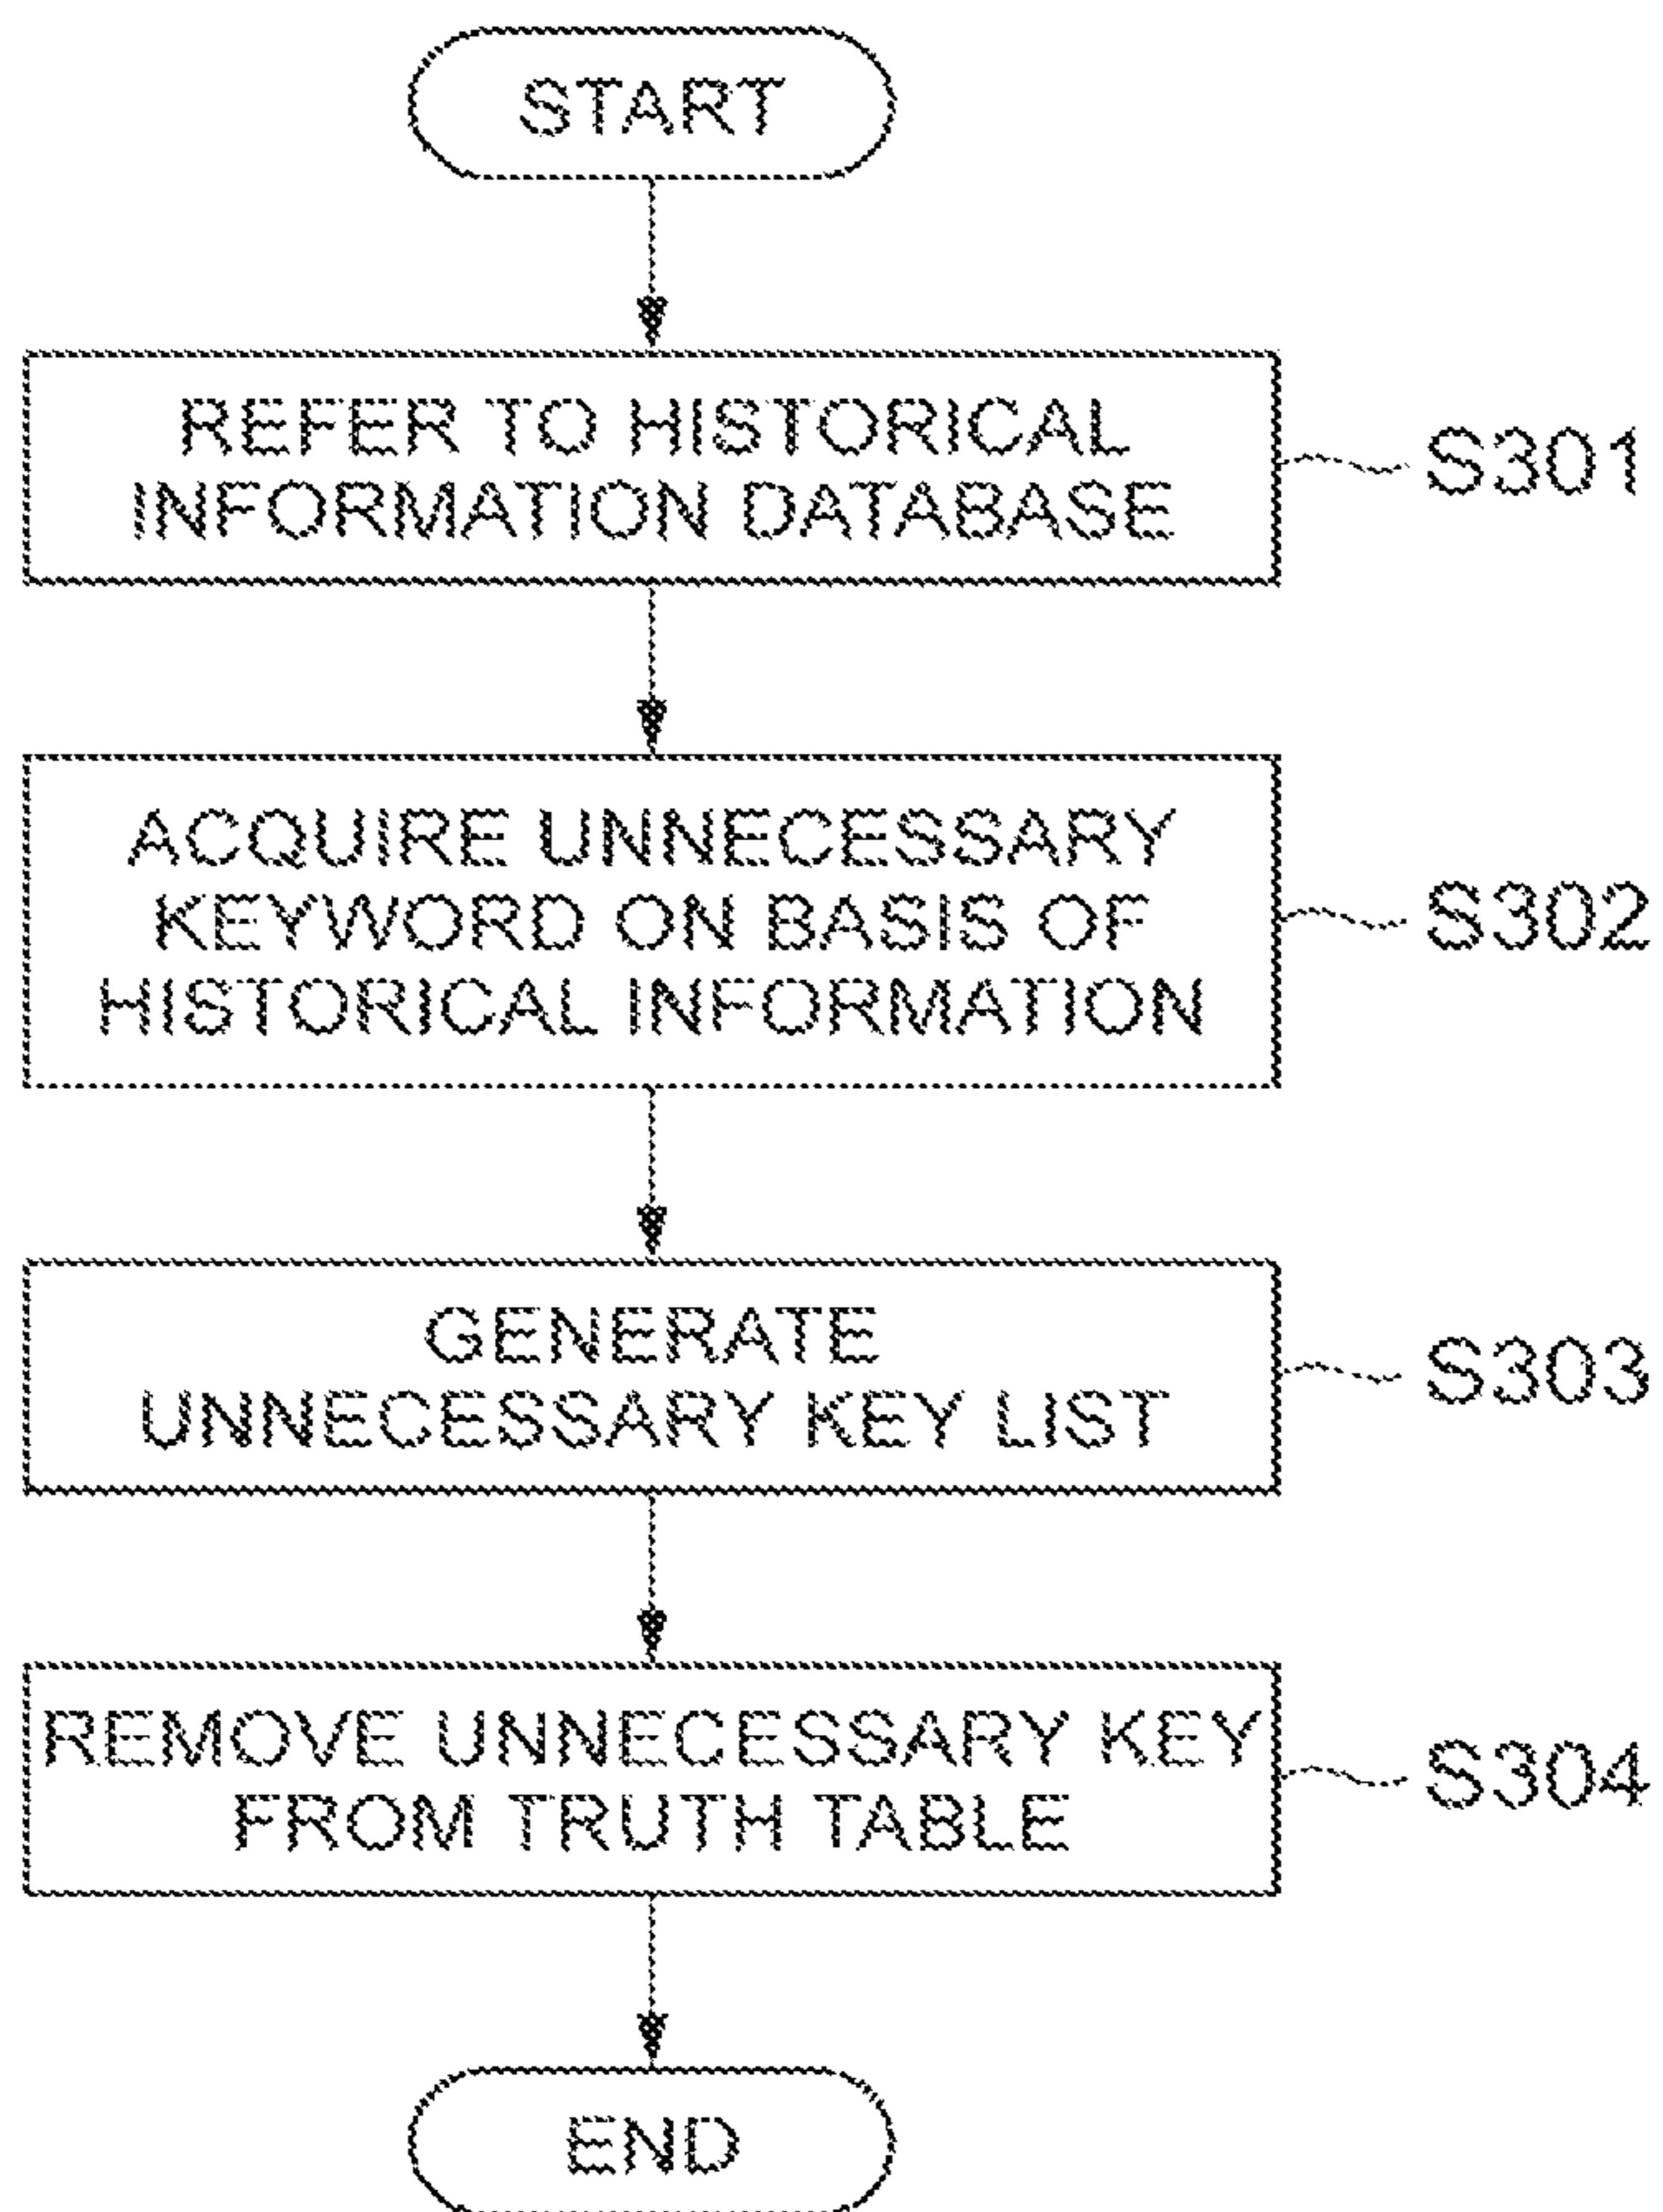 START
REFER TO HISTORICAL
INFORMATION DATABASE
S301
ACQUIRE UNNECESSARY
KEYWORD ON BASIS OF
HISTORICAL INFORMATION
S302
GENERATE
UNNECESSARY KEY LIST
S303
REMOVE UNNECESSARY KEY
FROM TRUTH TABLE
S304
END